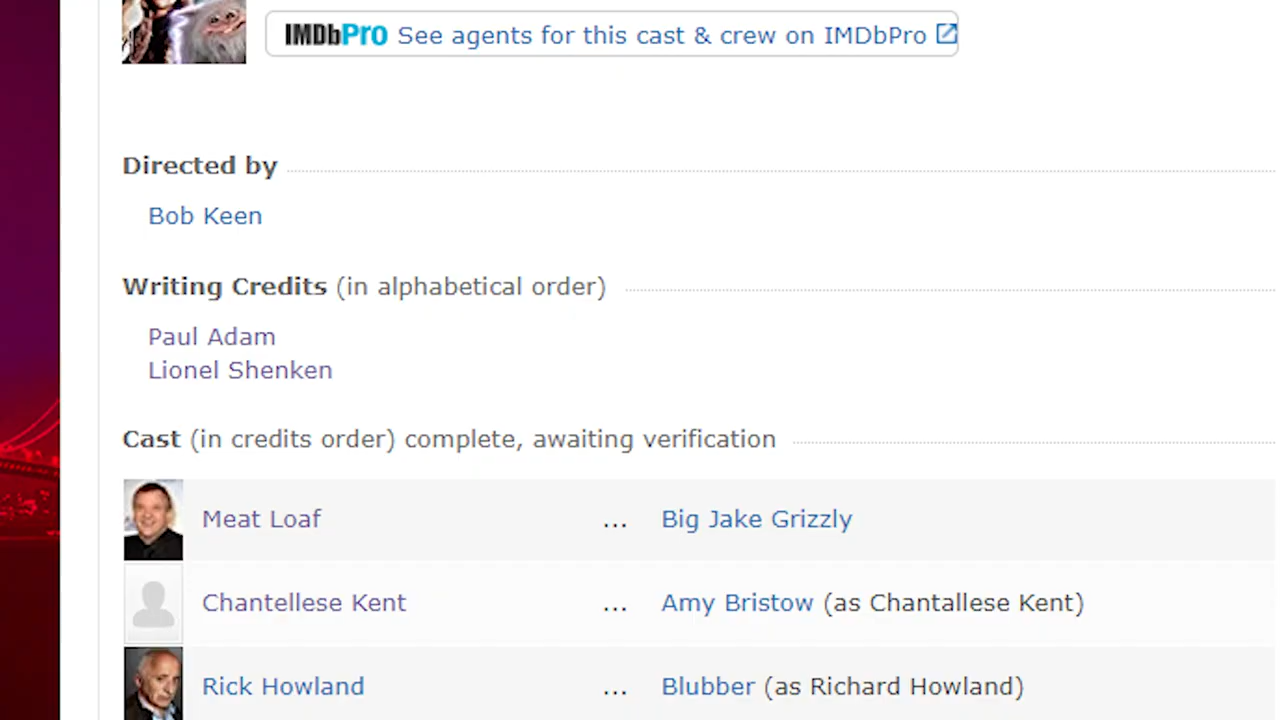 IMDbPro See agents for this cast & crew on IMDbPro
Directed by
Bob Keen
Writing Credits (in alphabetical order)
Paul Adam
Lionel Shenken
Cast (in credits order) complete, awaiting verification
Meat Loaf ... Big Jake Grizzly
Chantellese Kent ... Amy Bristow (as Chantallese Kent)
Rick Howland ... Blubber (as Richard Howland)